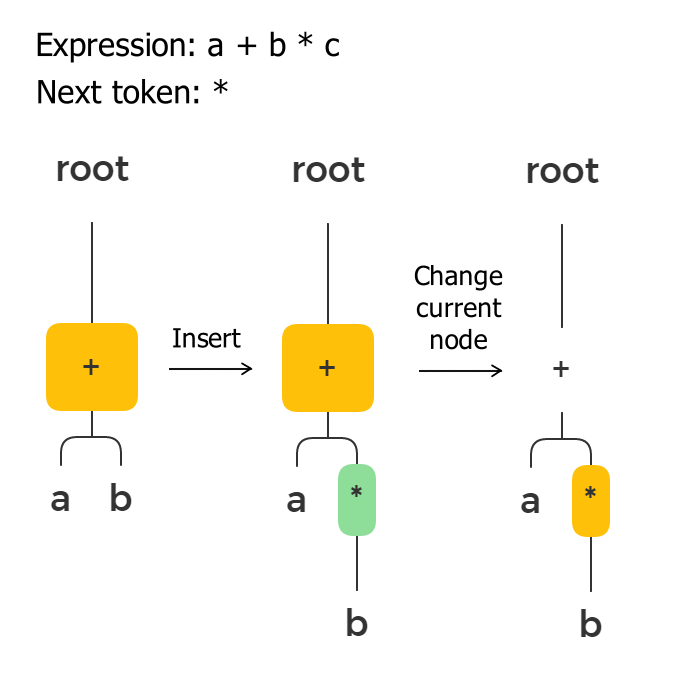 Expression: a + b * c
Next token: *
root
root
root
Change
current
node
Insert
+
+
+
a b
a *
a *
b
b